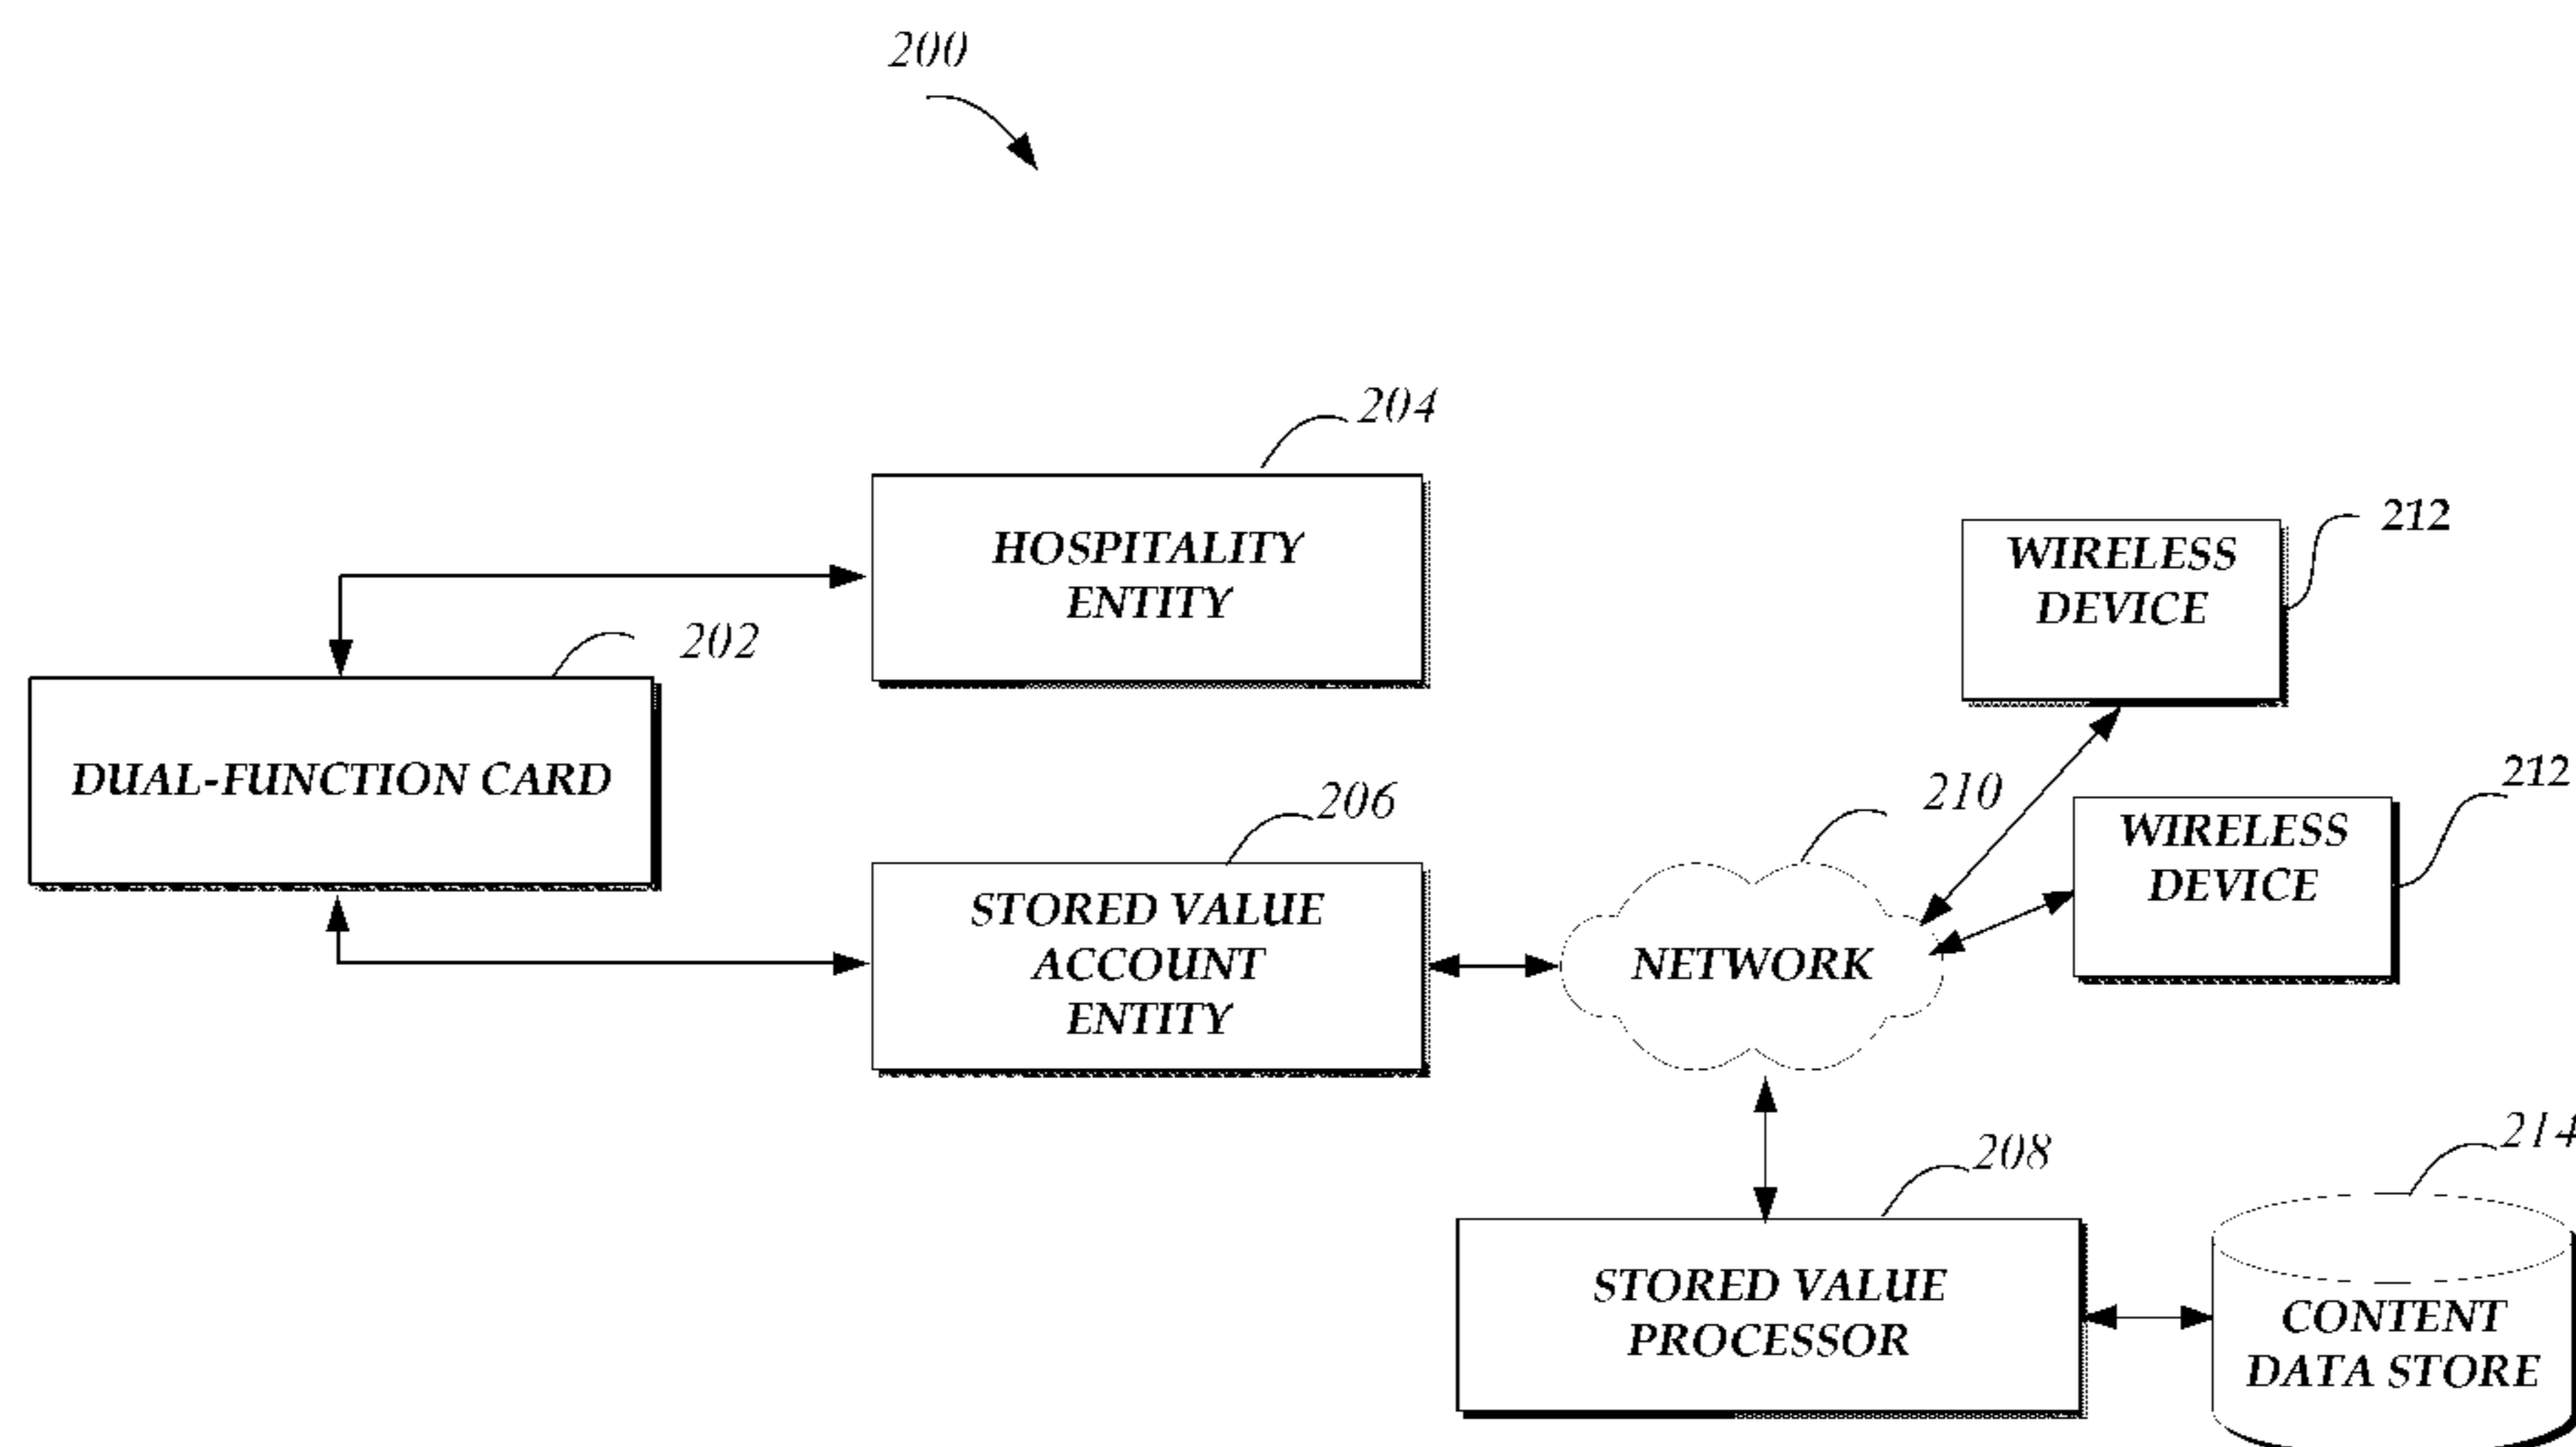 200
204
HOSPITALITY
ENTITY
212
WIRELESS
DEVICE
202
DUAL-FUNCTION CARD
206
STORED VALUE
ACCOUNT
ENTITY
210
NETWORK
212
WIRELESS
DEVICE
208
STORED VALUE
PROCESSOR
214
CONTENT
DATA STORE